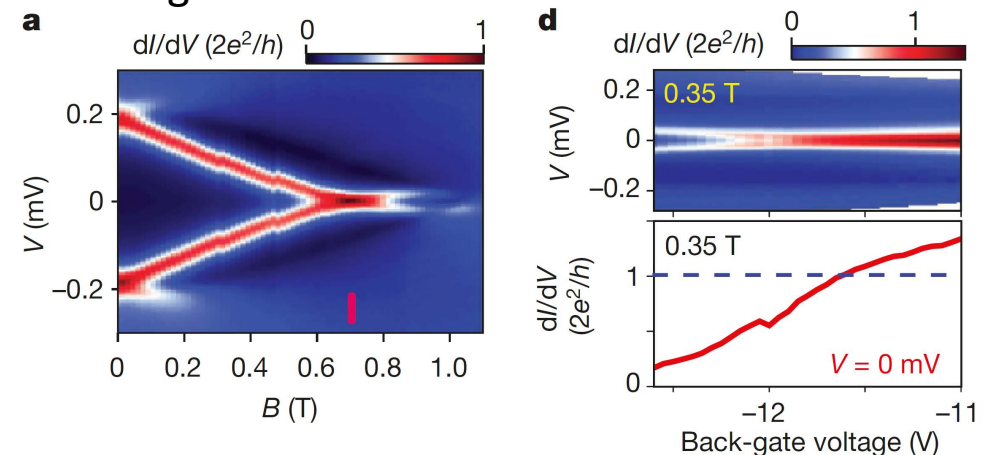 a
dI/dV (2e²/h)
0 1
0.2
0
−0.2
V (mV)
0 0.2 0.4 0.6 0.8 1.0
B (T)
d
dI/dV (2e²/h)
0 1
0.35 T
0.2
0
−0.2
V (mV)
0.35 T
1
0
dI/dV
(2e²/h)
V = 0 mV
−12 −11
Back-gate voltage (V)